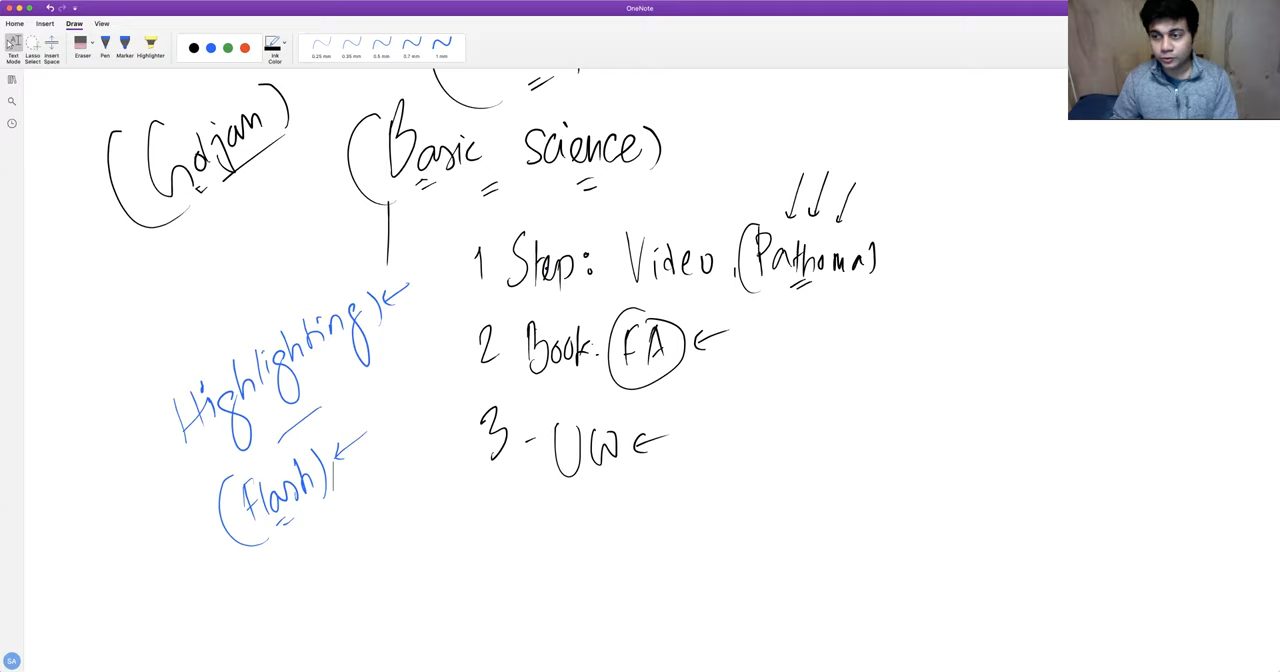 OneNote
Home Insert Draw View
Text Mode
Lasso Select
Insert Space
Eraser
Pen
Marker
Highlighter
Ink Color
0.25 mm
0.35 mm
0.5 mm
0.7 mm
1 mm
(Basic science)
1 Step: Video (Pathoma)
2 Book: FA
3 - UW
Highlighting)
(Flash)
SA